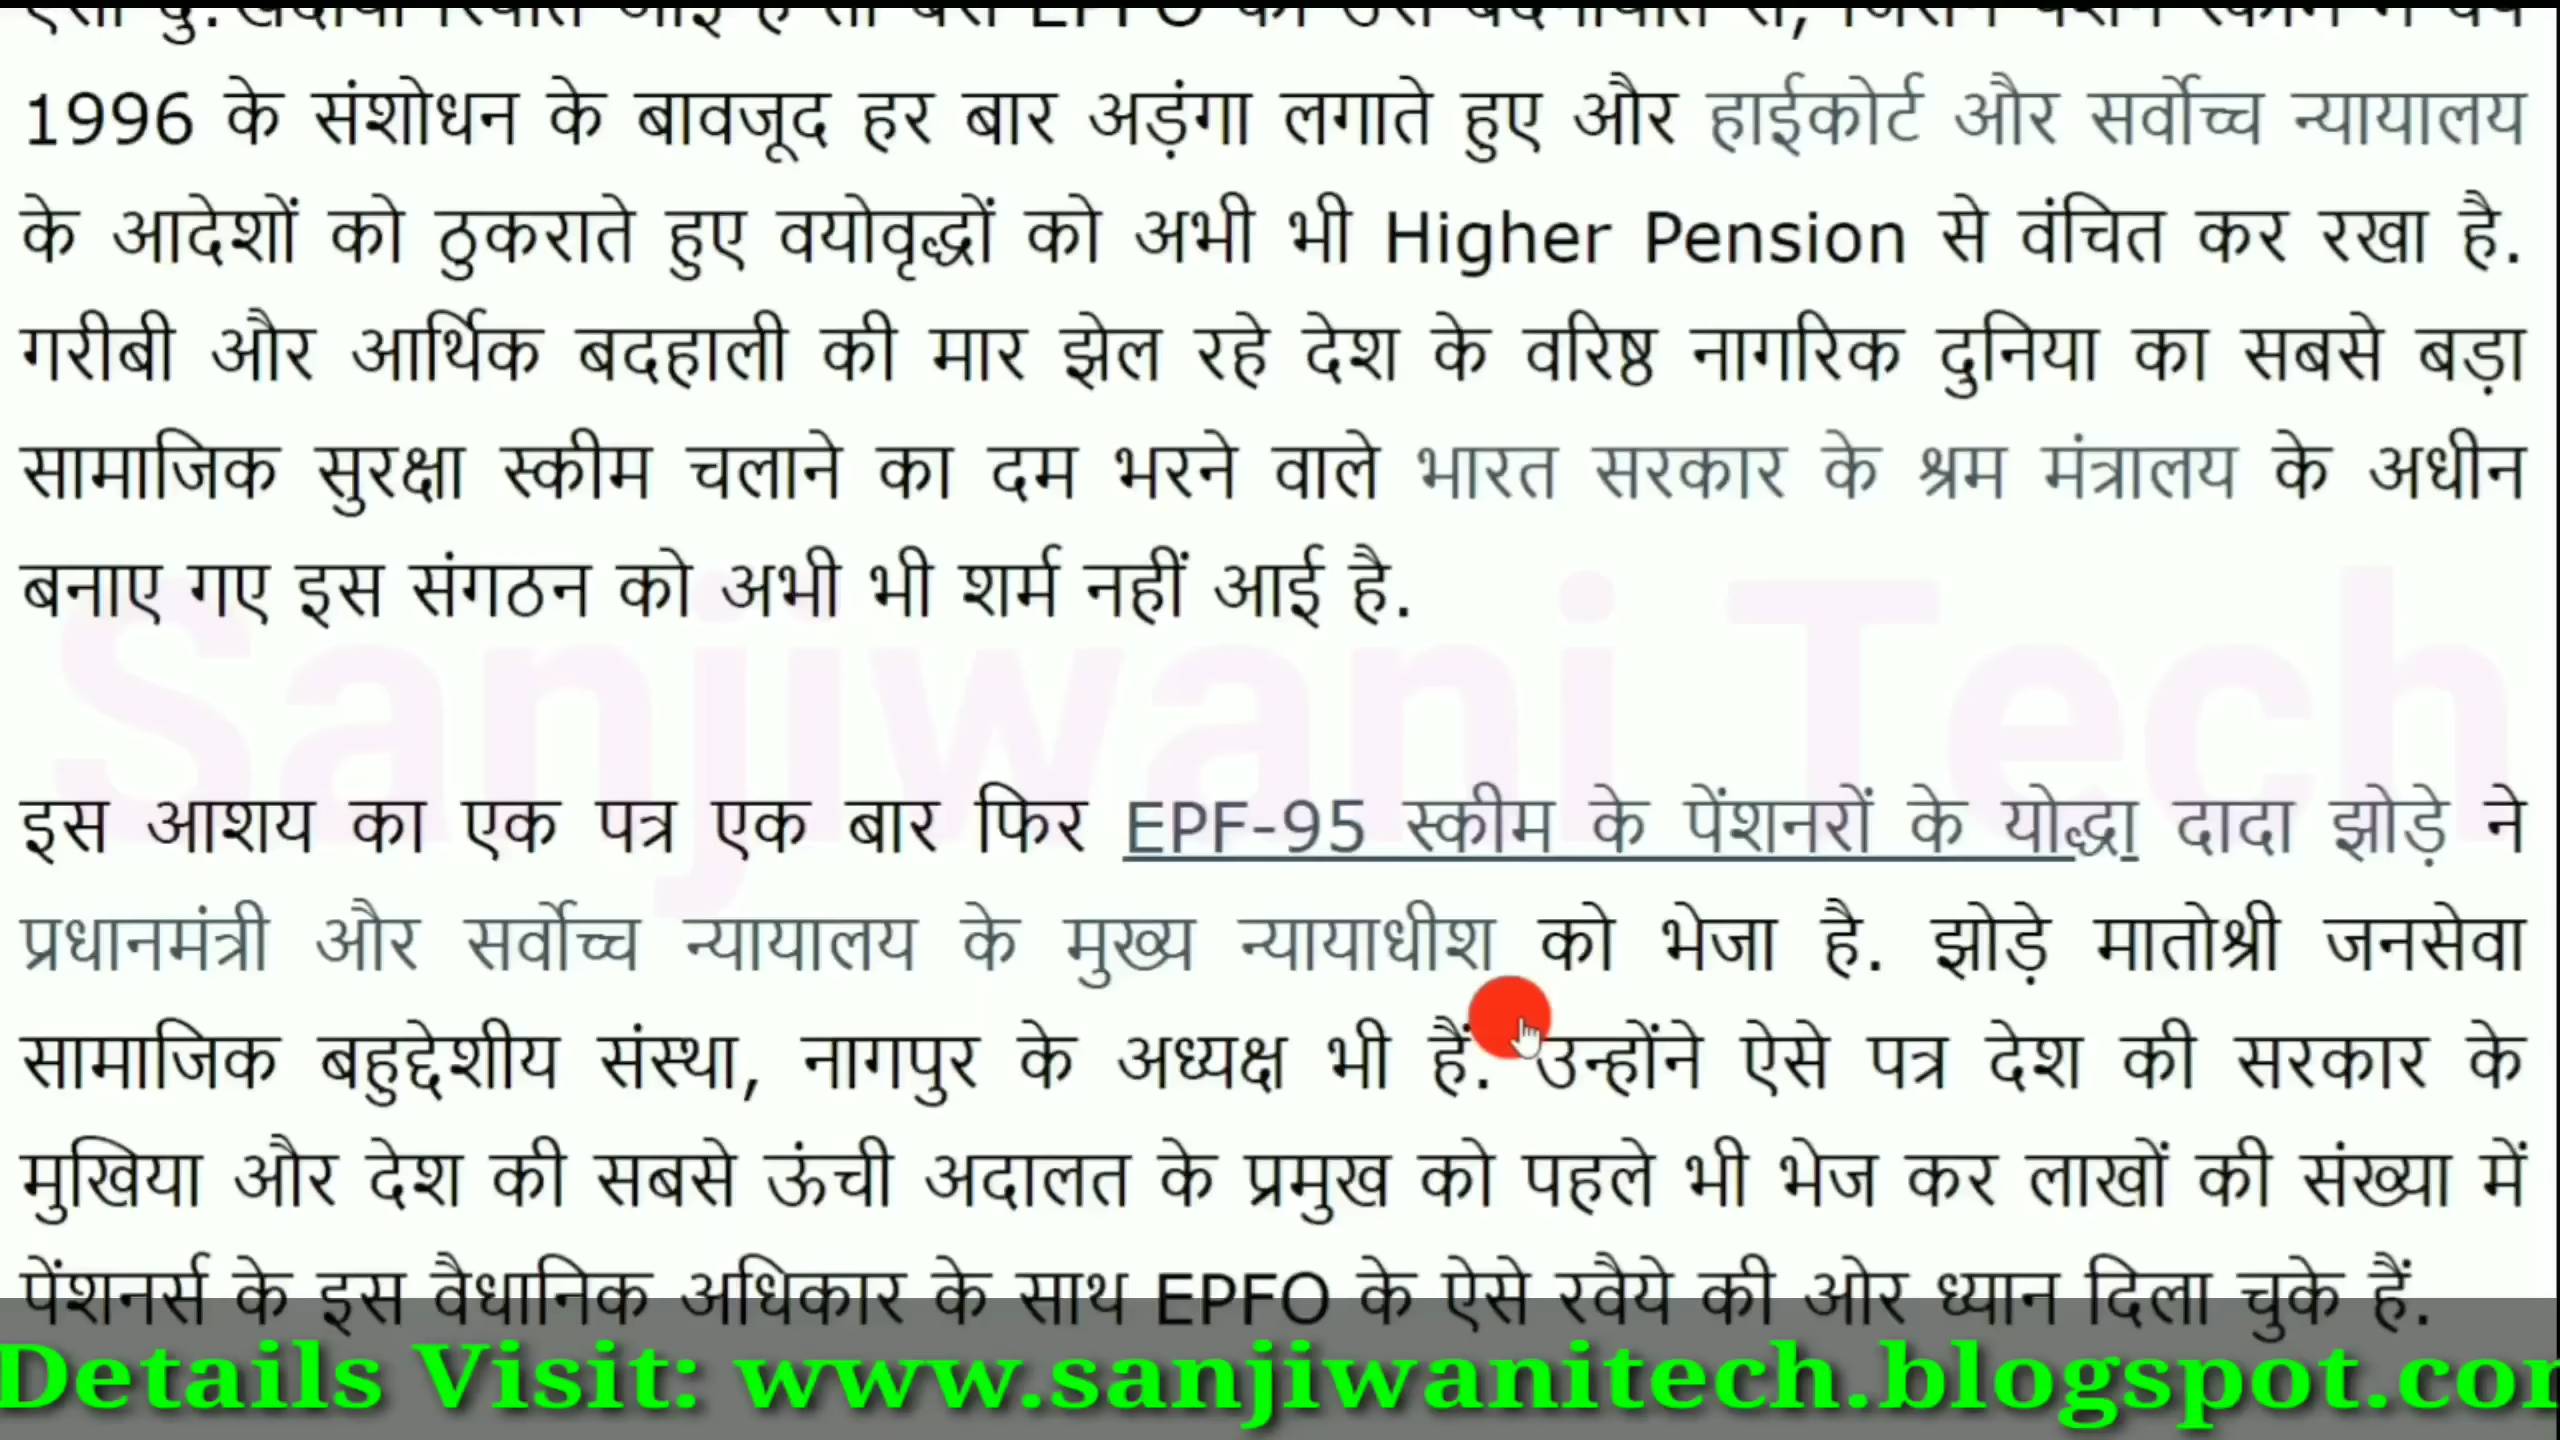 1996 के संशोधन के बावजूद हर बार अड़ंगा लगाते हुए और हाईकोर्ट और सर्वोच्च न्यायालय
के आदेशों को ठुकराते हुए वयोवृद्धों को अभी भी Higher Pension से वंचित कर रखा है.
गरीबी और आर्थिक बदहाली की मार झेल रहे देश के वरिष्ठ नागरिक दुनिया का सबसे बड़ा
सामाजिक सुरक्षा स्कीम चलाने का दम भरने वाले भारत सरकार के श्रम मंत्रालय के अधीन
बनाए गए इस संगठन को अभी भी शर्म नहीं आई है.
Sanjiwani Tech
इस आशय का एक पत्र एक बार फिर EPF-95 स्कीम के पेंशनरों के योद्धा दादा झोड़े ने
प्रधानमंत्री और सर्वोच्च न्यायालय के मुख्य न्यायाधीश को भेजा है. झोड़े मातोश्री जनसेवा
सामाजिक बहुद्देशीय संस्था, नागपुर के अध्यक्ष भी हैं. उन्होंने ऐसे पत्र देश की सरकार के
मुखिया और देश की सबसे ऊंची अदालत के प्रमुख को पहले भी भेज कर लाखों की संख्या में
पेंशनर्स के इस वैधानिक अधिकार के साथ EPFO के ऐसे रवैये की ओर ध्यान दिला चुके हैं.
Details Visit: www.sanjiwanitech.blogspot.com